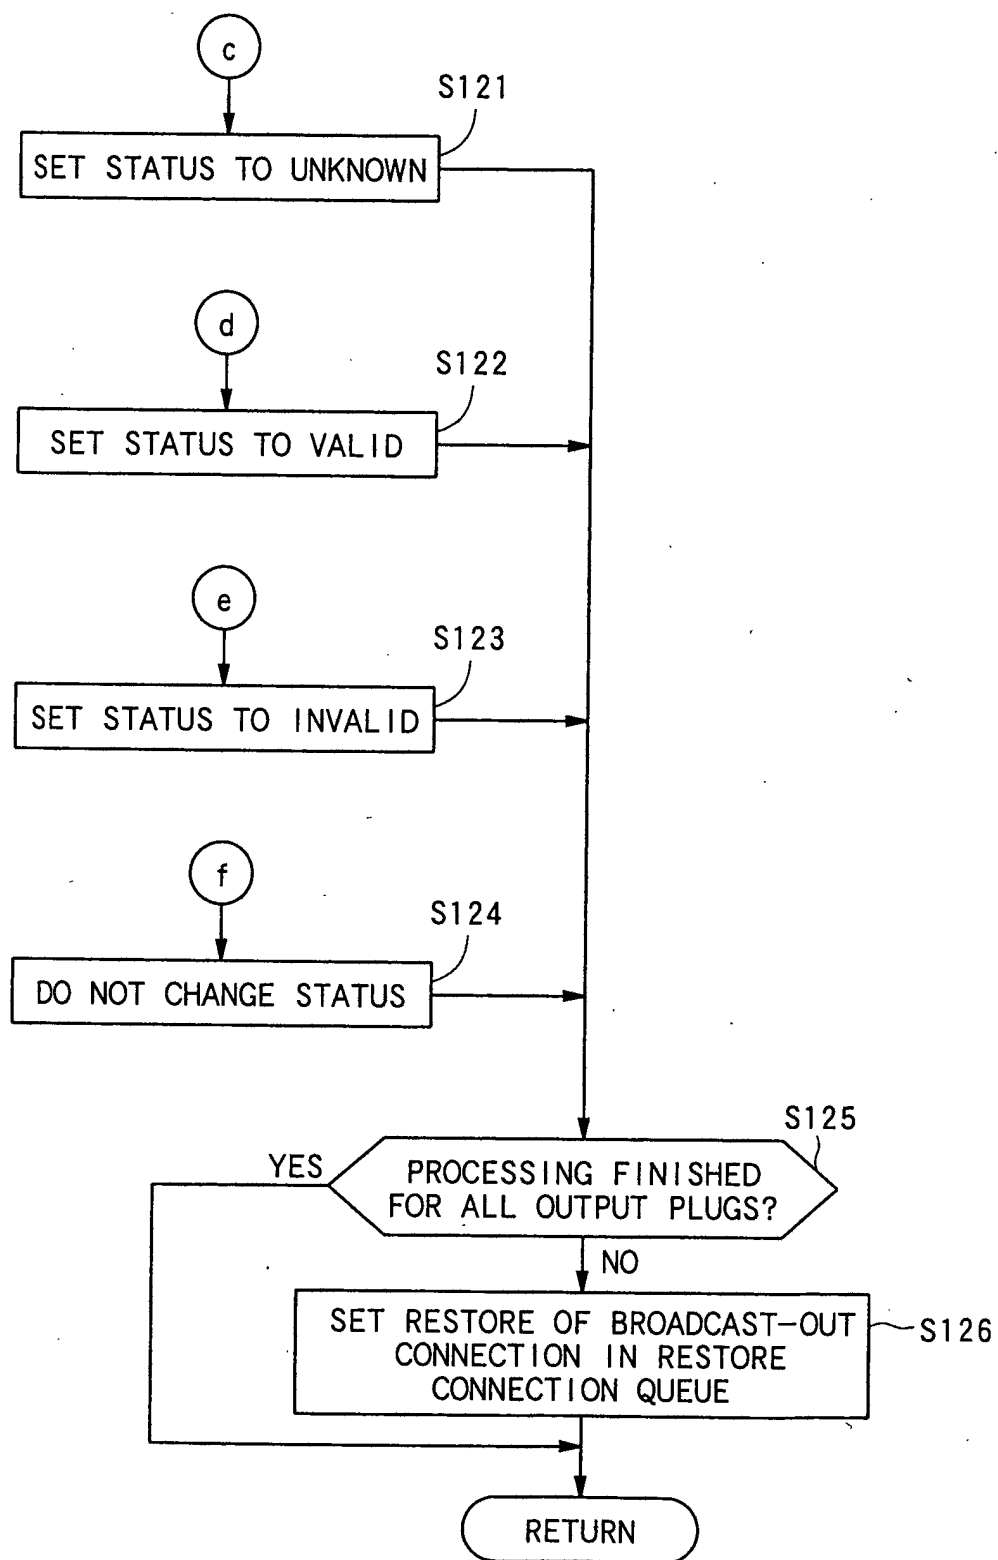 c
S121
SET STATUS TO UNKNOWN
d
S122
SET STATUS TO VALID
e
S123
SET STATUS TO INVALID
f
S124
DO NOT CHANGE STATUS
S125
YES
PROCESSING FINISHED
FOR ALL OUTPUT PLUGS?
NO
SET RESTORE OF BROADCAST-OUT
CONNECTION IN RESTORE
CONNECTION QUEUE
S126
RETURN